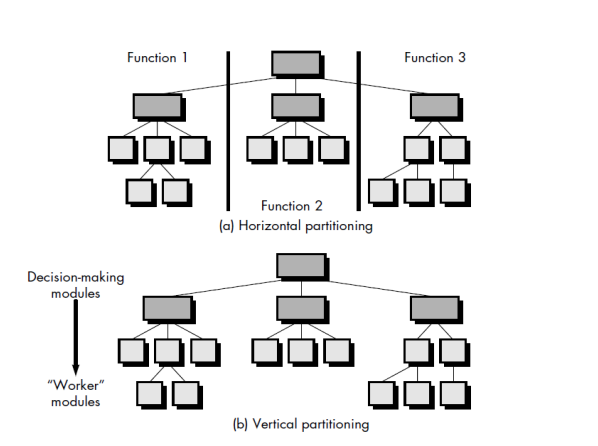 Function 1
Function 3
Function 2
(a) Horizontal partitioning
Decision-making
modules
“Worker”
modules
(b) Vertical partitioning